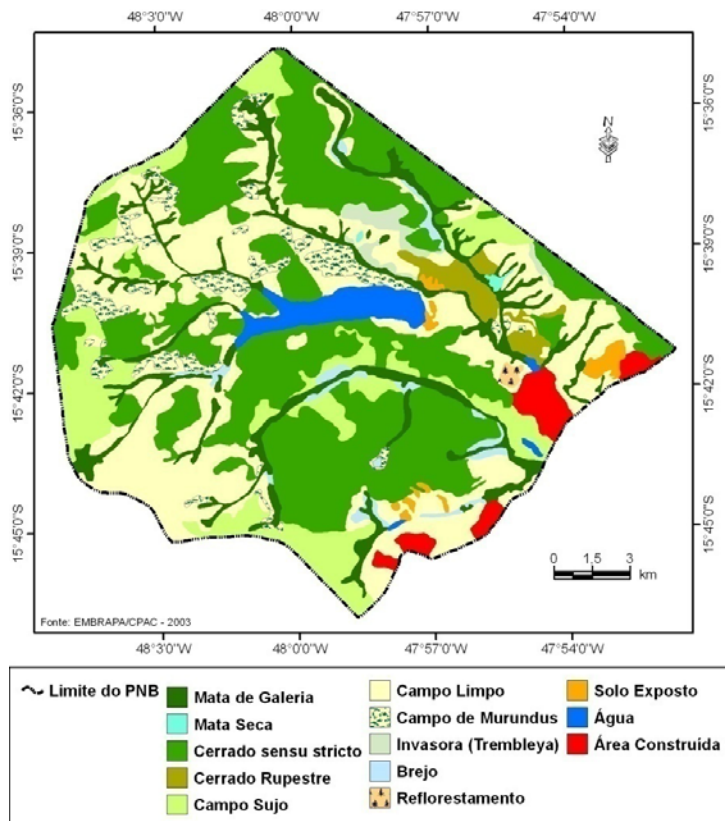 48°3'0"W 48°0'0"W 47°57'0"W 47°54'0"W
15°36'0"S 15°36'0"S
N
15°39'0"S 15°39'0"S
15°42'0"S 15°42'0"S
15°45'0"S 15°45'0"S
0 1,5 3
km
Fonte: EMBRAPA/CPAC - 2003
48°3'0"W 48°0'0"W 47°57'0"W 47°54'0"W
Limite do PNB
Mata de Galeria
Mata Seca
Cerrado sensu stricto
Cerrado Rupestre
Campo Sujo
Campo Limpo
Campo de Murundus
Invasora (Trembleya)
Brejo
Reflorestamento
Solo Exposto
Água
Área Construída